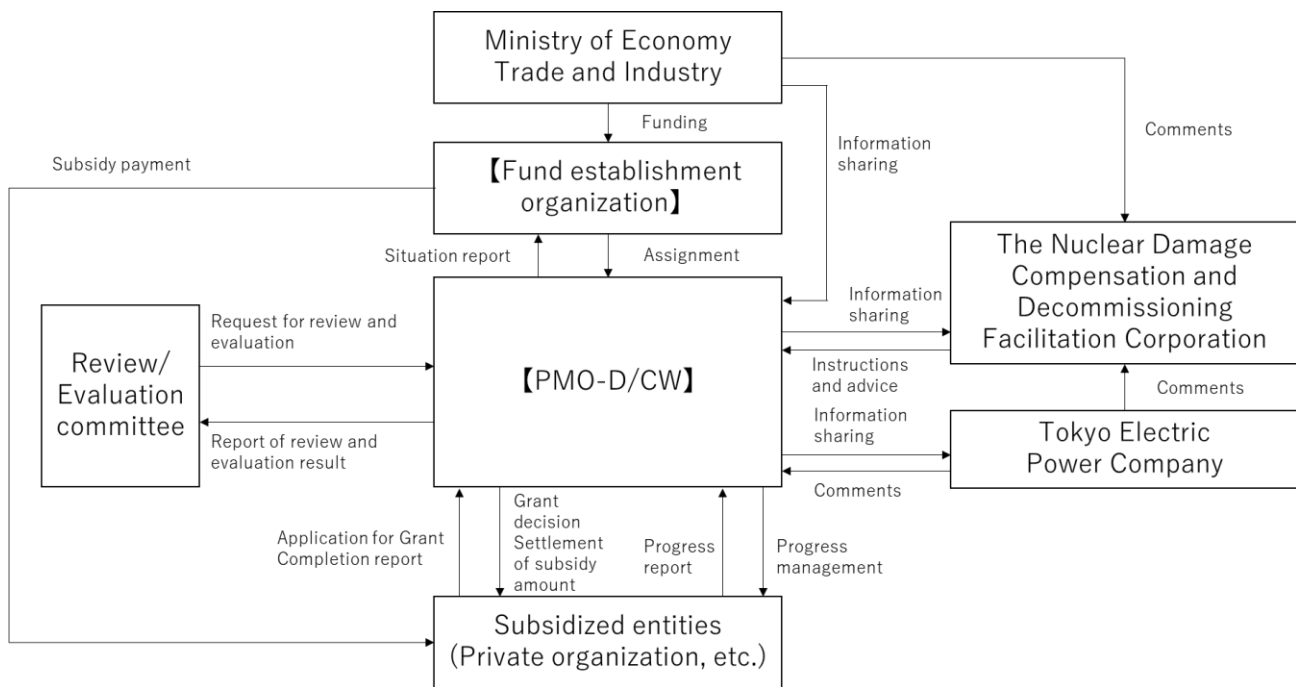 Ministry of Economy
Trade and Industry
Funding
Information
sharing
Comments
Subsidy payment
【Fund establishment
organization】
Situation report
Assignment
The Nuclear Damage
Compensation and
Decommissioning
Facilitation Corporation
Information
sharing
Instructions
and advice
Review/
Evaluation
committee
Request for review and
evaluation
Report of review and
evaluation result
【PMO-D/CW】
Information
sharing
Comments
Comments
Tokyo Electric
Power Company
Application for Grant
Completion report
Grant
decision
Settlement
of subsidy
amount
Progress
report
Progress
management
Subsidized entities
(Private organization, etc.)